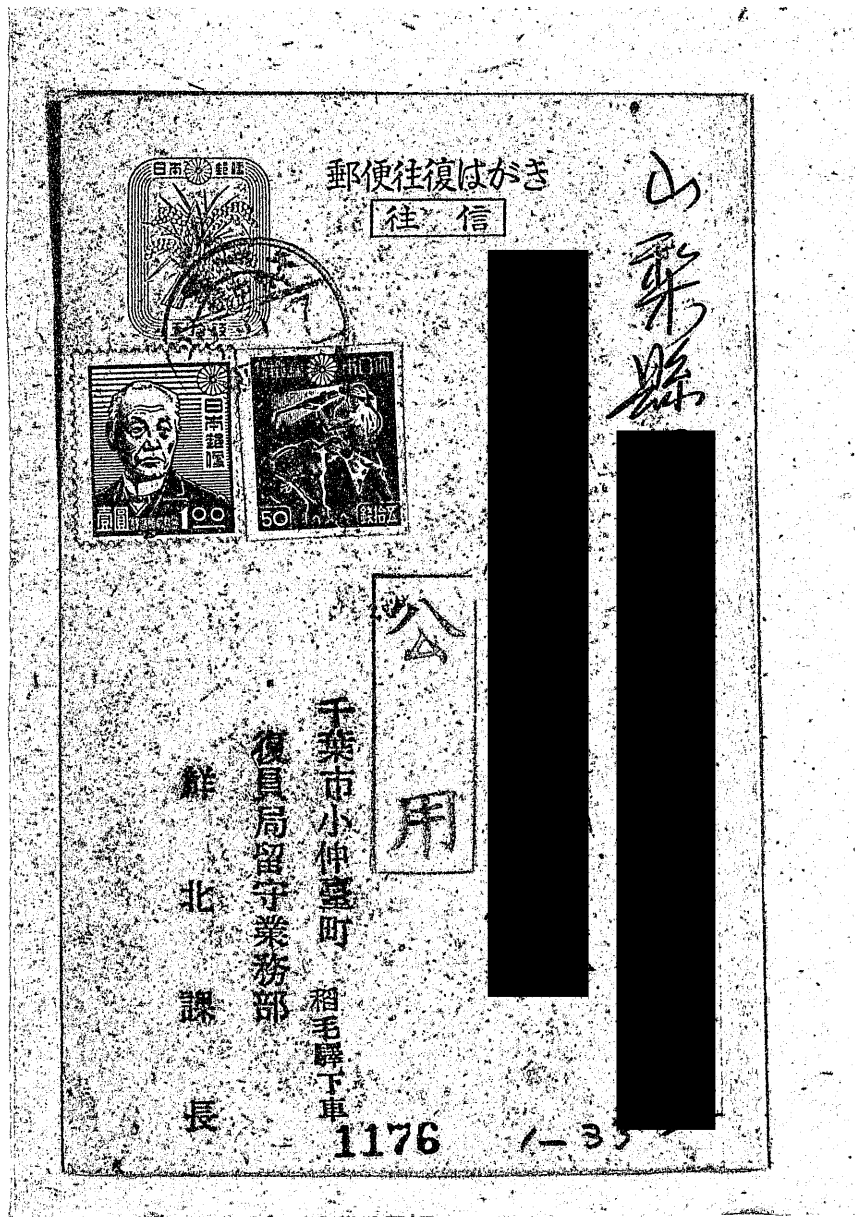 郵便往復はがき
往信
山梨縣
日本郵便
日本郵便
壹圓
1.00
50
五拾錢
公用
千葉市小仲臺町 稲毛驛下車
復員局留守業務部
鮮北課長
1176